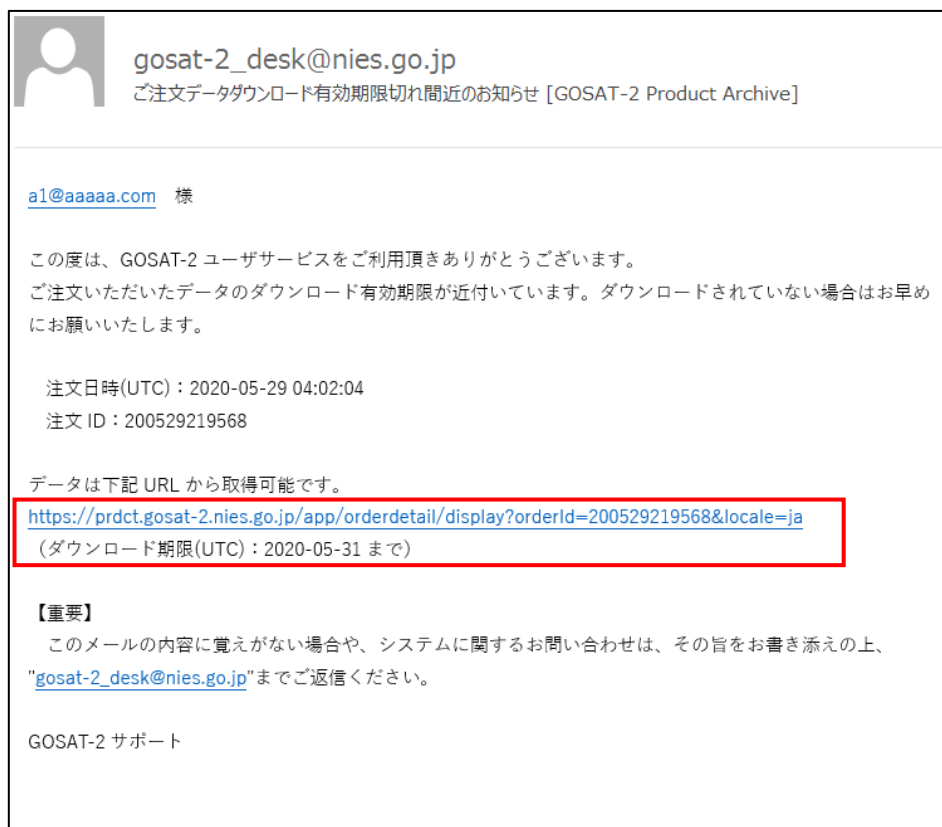 gosat-2_desk@nies.go.jp
ご注文データダウンロード有効期限切れ間近のお知らせ [GOSAT-2 Product Archive]
a1@aaaaa.com 様
この度は、GOSAT-2 ユーザサービスをご利用頂きありがとうございます。
ご注文いただいたデータのダウンロード有効期限が近付いています。ダウンロードされていない場合はお早め
にお願いいたします。
注文日時(UTC)：2020-05-29 04:02:04
注文 ID：200529219568
データは下記 URL から取得可能です。
https://prdct.gosat-2.nies.go.jp/app/orderdetail/display?orderId=200529219568&locale=ja
（ダウンロード期限(UTC)：2020-05-31 まで）
【重要】
このメールの内容に覚えがない場合や、システムに関するお問い合わせは、その旨をお書き添えの上、
"gosat-2_desk@nies.go.jp"までご返信ください。
GOSAT-2 サポート